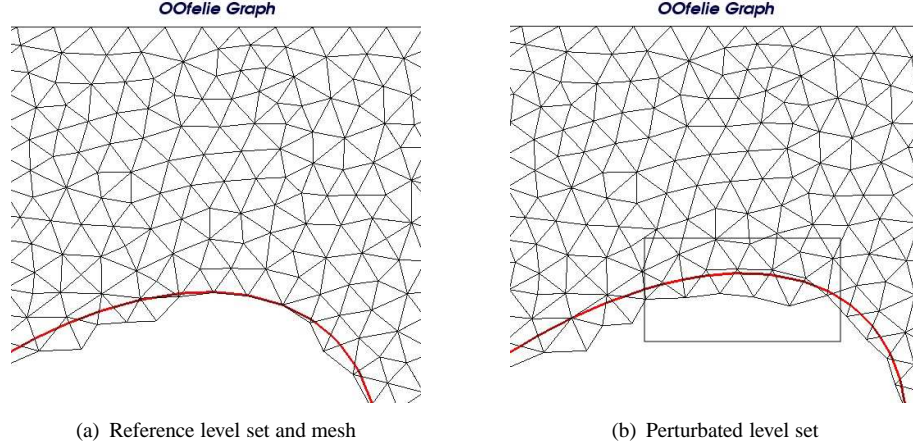 OOfelie Graph
OOfelie Graph
(a) Reference level set and mesh
(b) Perturbated level set